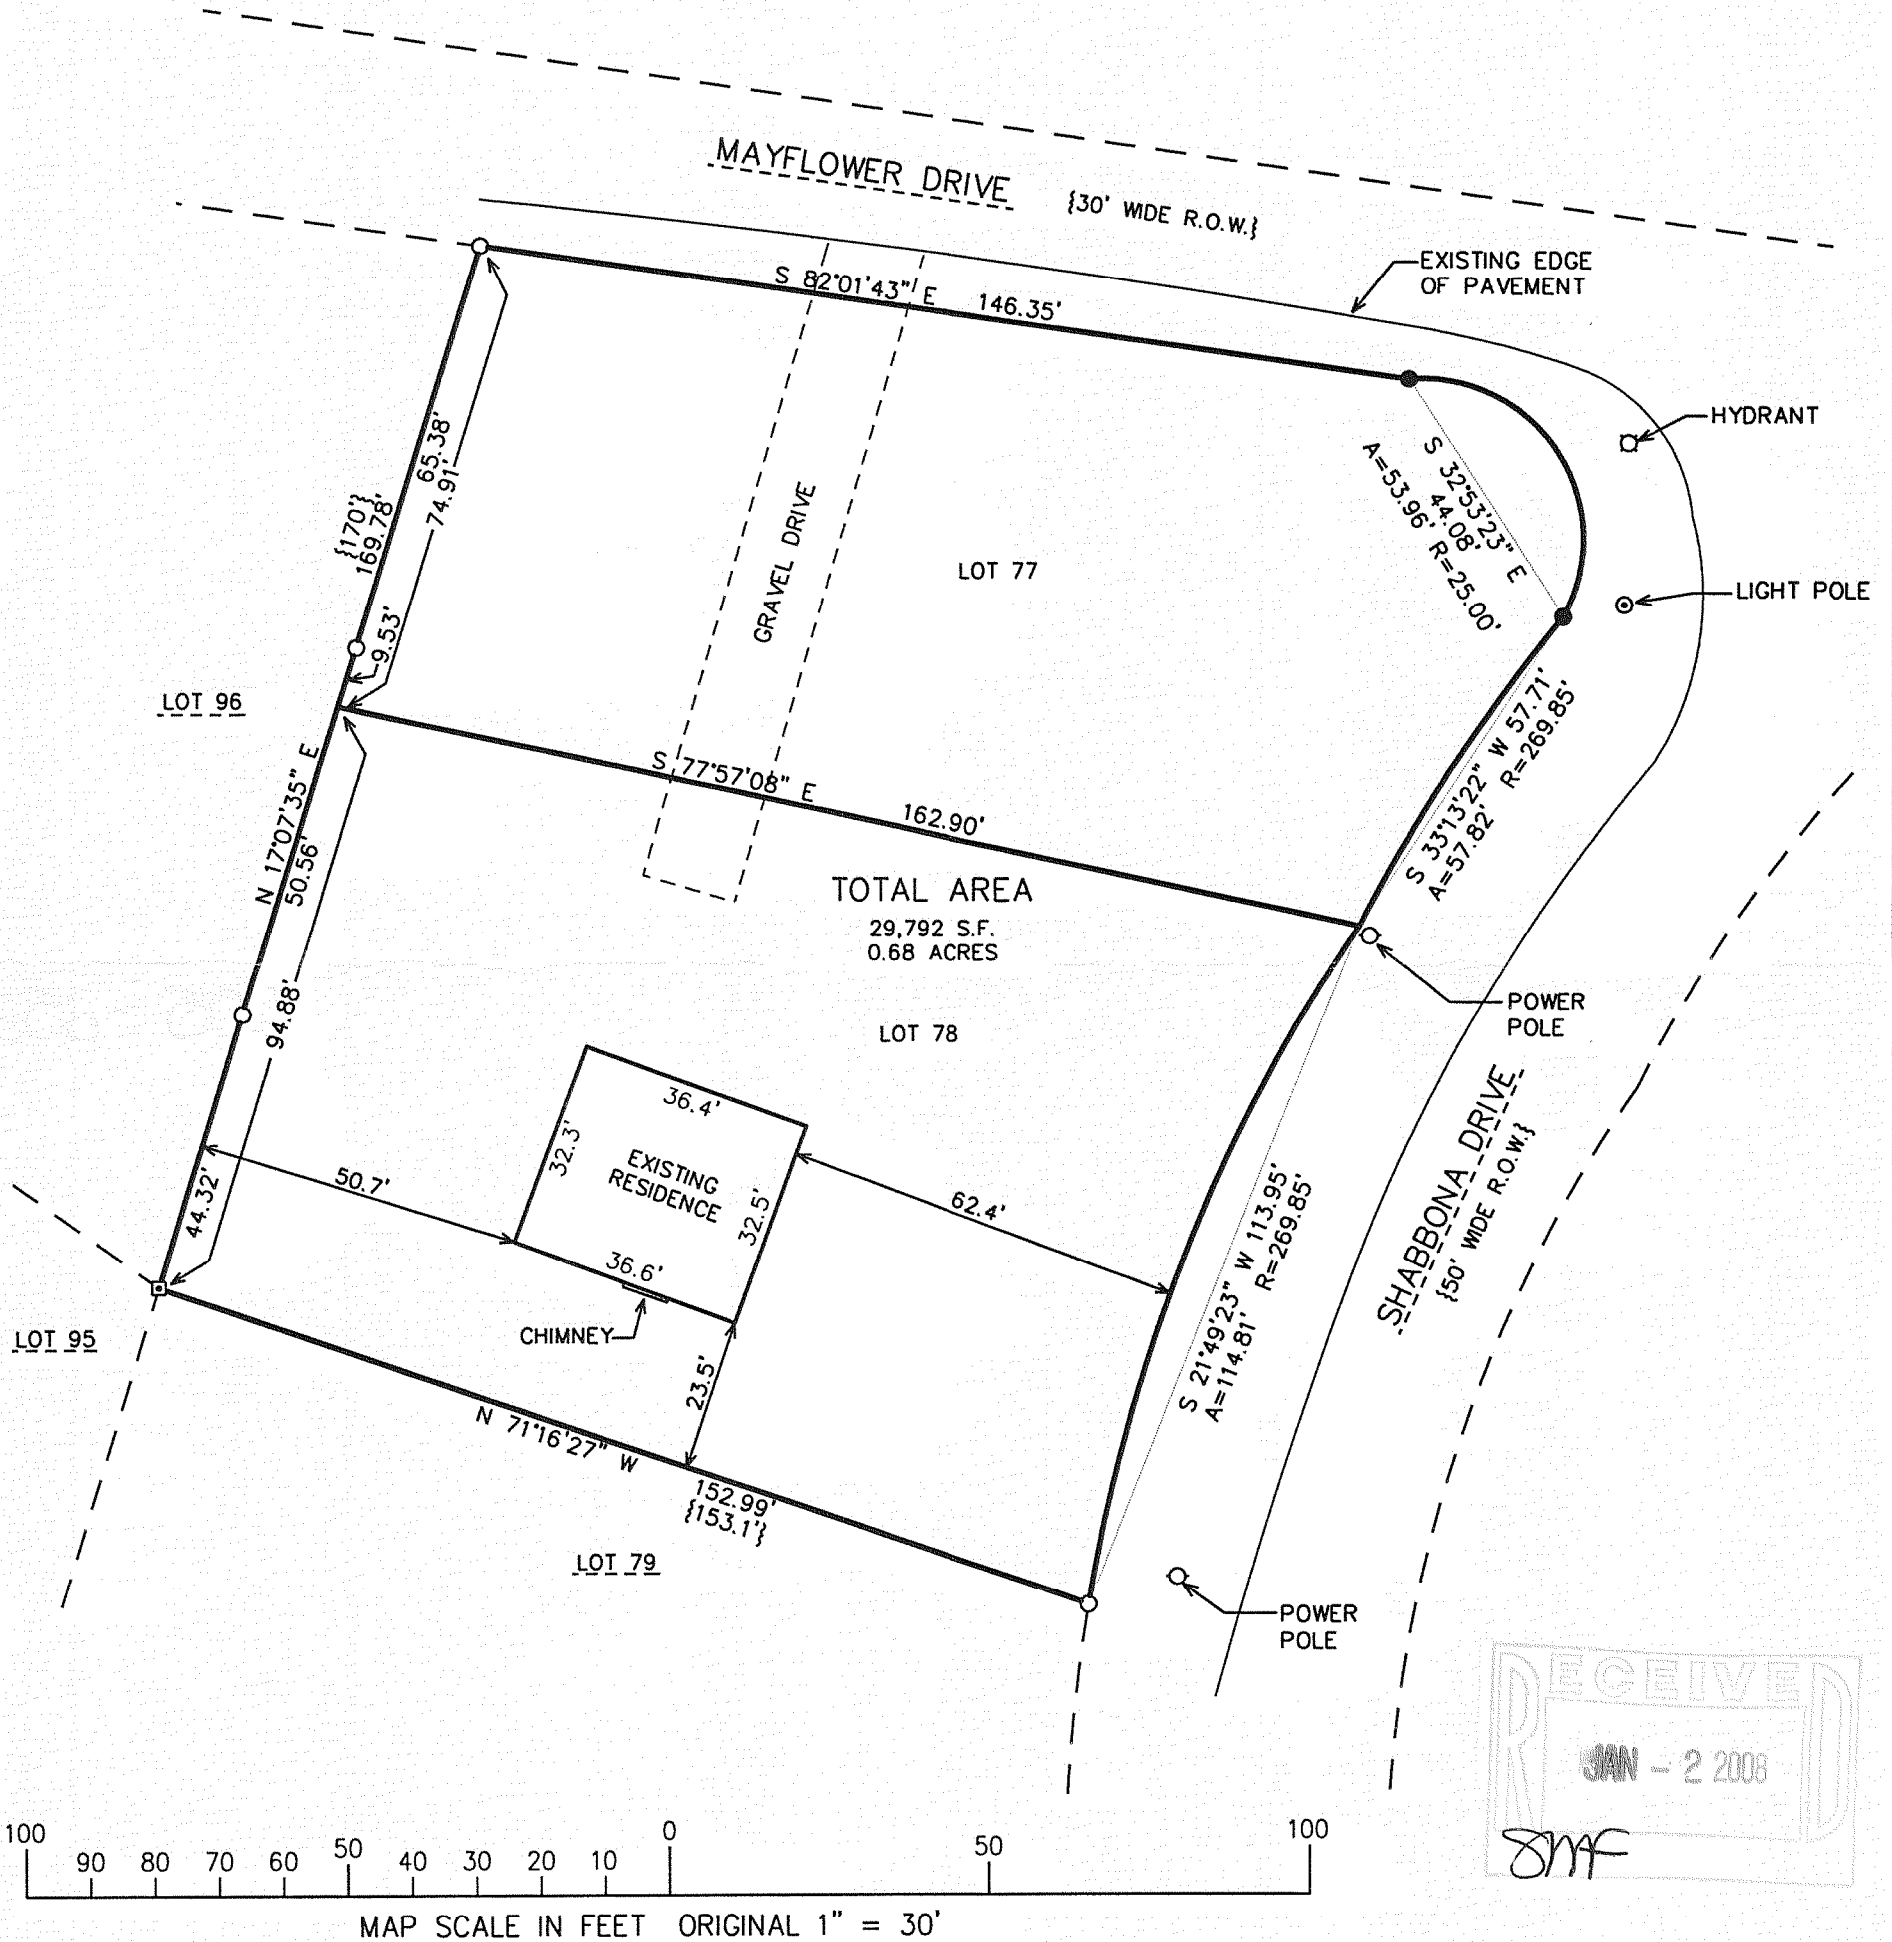 MAYFLOWER DRIVE {30' WIDE R.O.W.}
EXISTING EDGE
OF PAVEMENT
S 82°01'43" E 146.35'
HYDRANT
S 32°53'23" E
44.08'
A=53.96' R=25.00'
65.38'
74.91'
{170'}
169.78'
GRAVEL DRIVE
LOT 77
LIGHT POLE
9.53'
LOT 96
S 33°13'22" W 57.71'
A=57.82' R=269.85'
N 17°07'35" E
50.56'
S 77°57'08" E 162.90'
TOTAL AREA
29,792 S.F.
0.68 ACRES
94.88'
LOT 78
POWER
POLE
36.4'
32.3'
EXISTING
RESIDENCE
32.5'
36.6'
50.7'
62.4'
44.32'
SHABBONA DRIVE
{50' WIDE R.O.W.}
S 21°49'23" W 113.95'
A=114.81' R=269.85'
LOT 95
CHIMNEY
23.5'
N 71°16'27" W
152.99'
{153.1'}
LOT 79
POWER
POLE
RECEIVED
JAN - 2 2008
SMF
100 90 80 70 60 50 40 30 20 10 0 50 100
MAP SCALE IN FEET ORIGINAL 1" = 30'